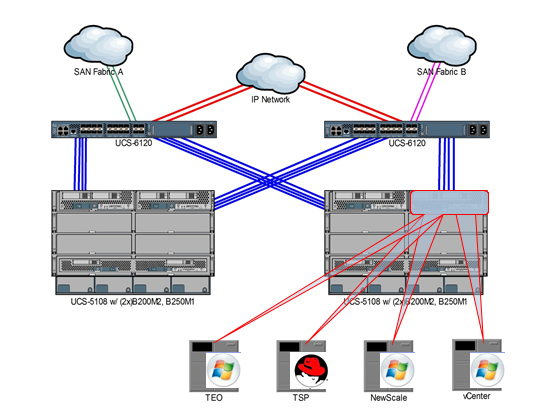 SAN Fabric A
SAN Fabric B
IP Network
UCS-6120
UCS-6120
UCS-5108 w/ (2x)B200M2, B250M1
UCS-5108 w/ (2x)B200M2, B250M1
TEO
TSP
NewScale
vCenter